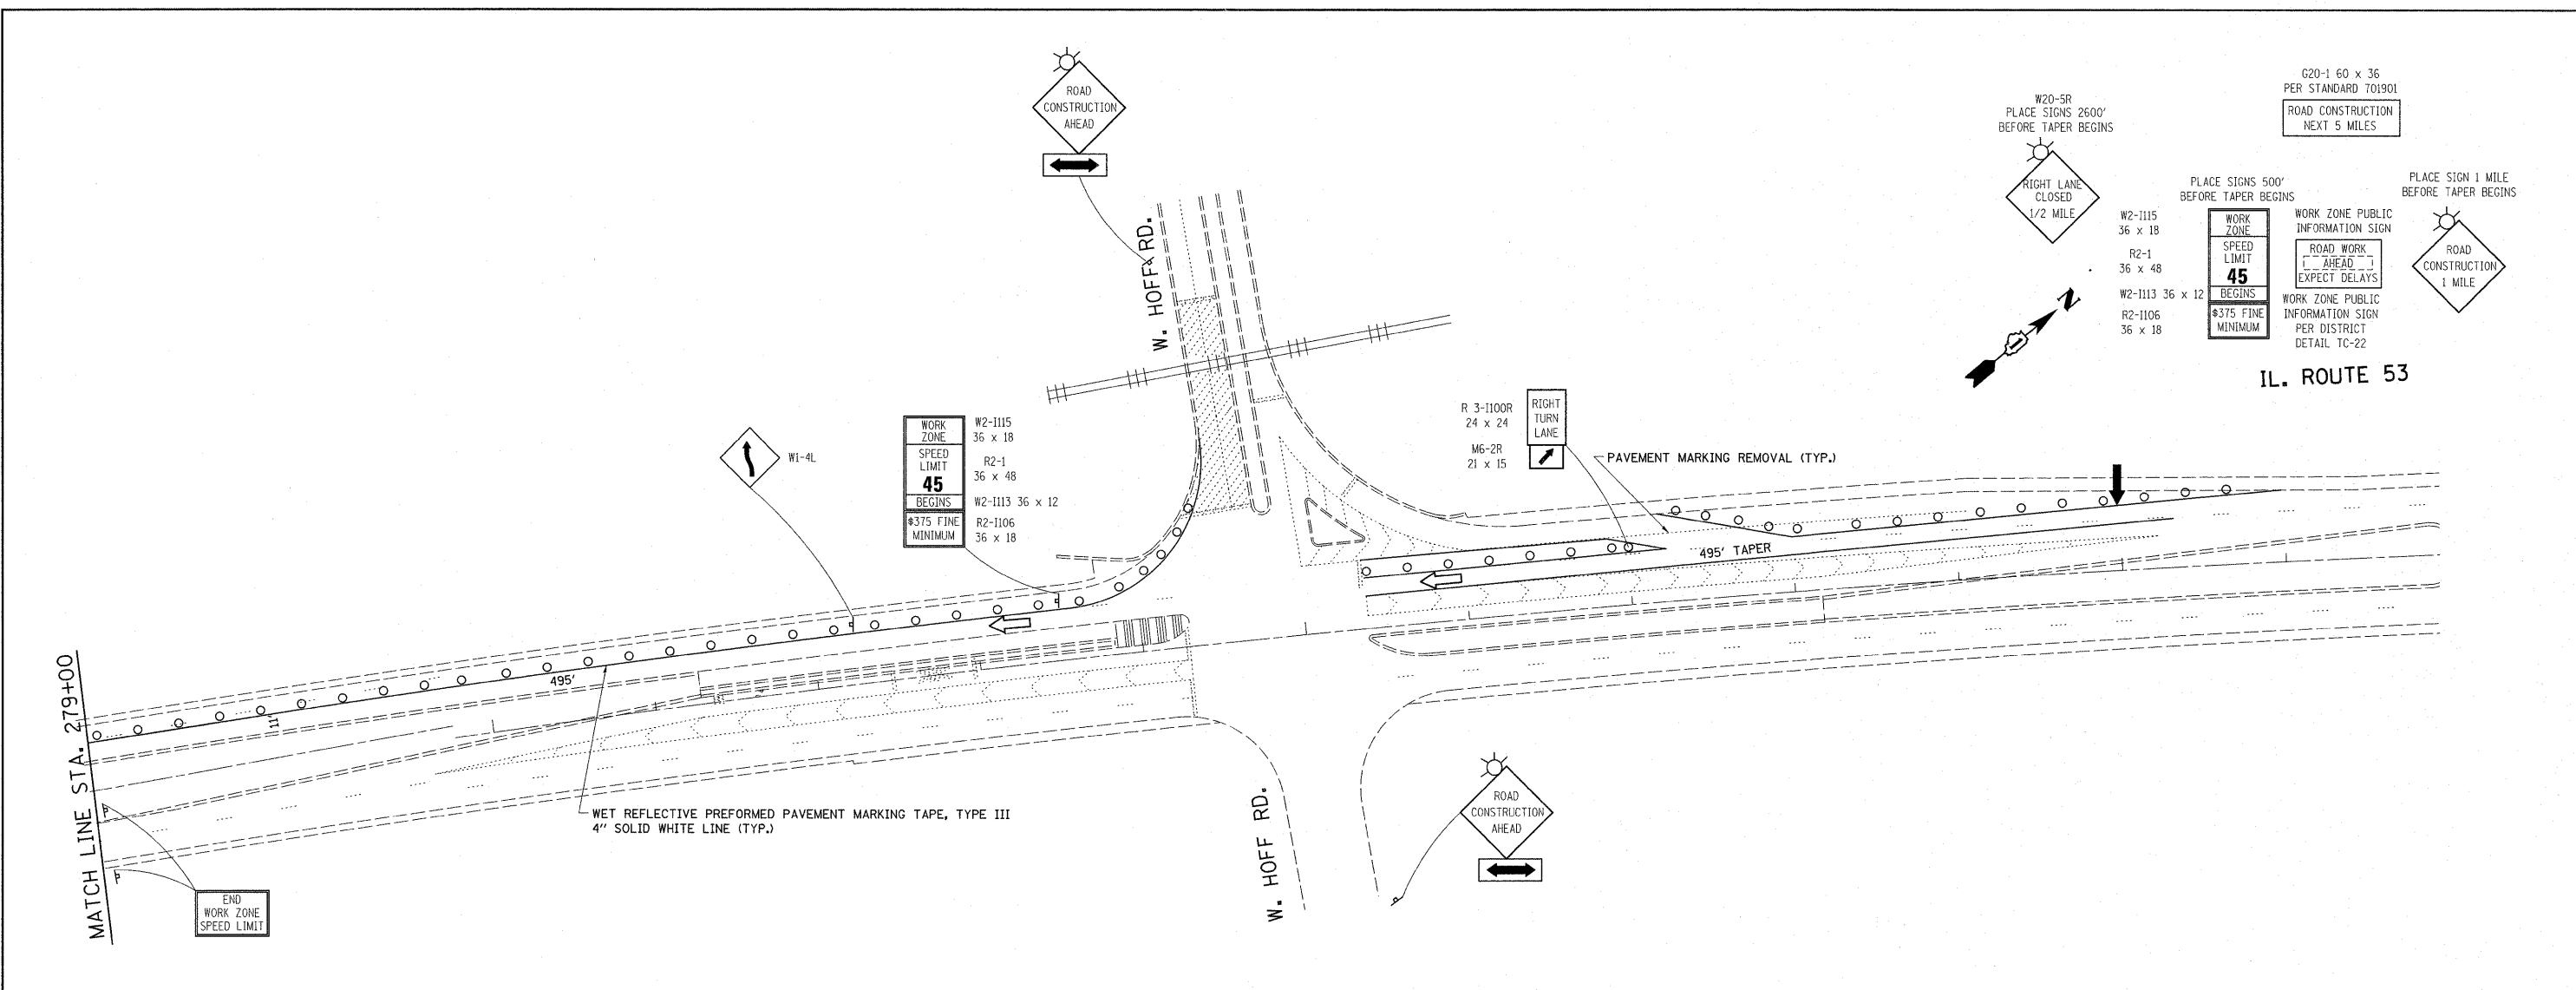 ROAD
CONSTRUCTION
AHEAD
W. HOFF RD.
W20-5R
PLACE SIGNS 2600'
BEFORE TAPER BEGINS
RIGHT LANE
CLOSED
1/2 MILE
G20-1 60 x 36
PER STANDARD 701901
ROAD CONSTRUCTION
NEXT 5 MILES
PLACE SIGNS 500'
BEFORE TAPER BEGINS
W2-I115
36 x 18
R2-1
36 x 48
W2-I113 36 x 12
R2-I106
36 x 18
WORK
ZONE
SPEED
LIMIT
45
BEGINS
$375 FINE
MINIMUM
WORK ZONE PUBLIC
INFORMATION SIGN
ROAD WORK
AHEAD
EXPECT DELAYS
WORK ZONE PUBLIC
INFORMATION SIGN
PER DISTRICT
DETAIL TC-22
PLACE SIGN 1 MILE
BEFORE TAPER BEGINS
ROAD
CONSTRUCTION
1 MILE
N
IL. ROUTE 53
W1-4L
WORK
ZONE
SPEED
LIMIT
45
BEGINS
$375 FINE
MINIMUM
W2-I115
36 x 18
R2-1
36 x 48
W2-I113 36 x 12
R2-I106
36 x 18
R 3-I100R
24 x 24
M6-2R
21 x 15
RIGHT
TURN
LANE
PAVEMENT MARKING REMOVAL (TYP.)
495' TAPER
495'
11'
MATCH LINE STA. 279+00
WET REFLECTIVE PREFORMED PAVEMENT MARKING TAPE, TYPE III
4" SOLID WHITE LINE (TYP.)
END
WORK ZONE
SPEED LIMIT
W. HOFF RD.
ROAD
CONSTRUCTION
AHEAD